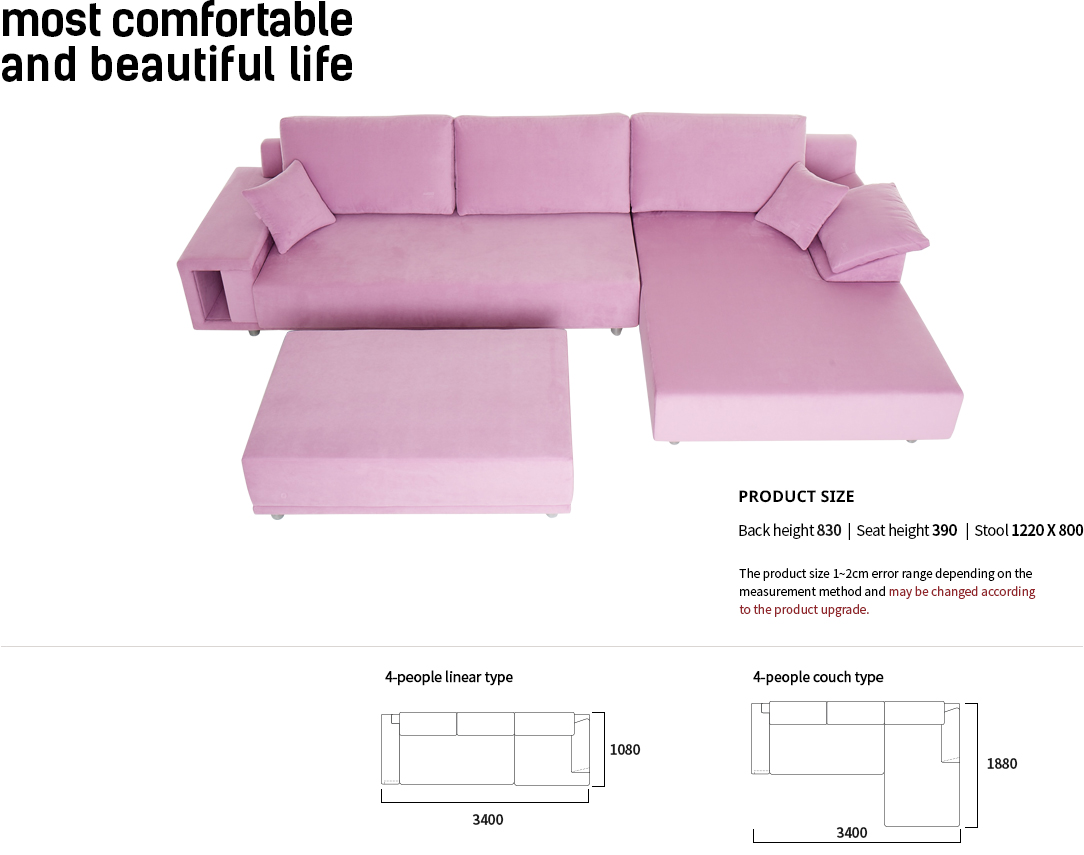 most comfortable
and beautiful life
PRODUCT SIZE
Back height 830 | Seat height 390 | Stool 1220 X 800
The product size 1~2cm error range depending on the
measurement method and may be changed according
to the product upgrade.
4-people linear type
4-people couch type
1080
3400
1880
3400